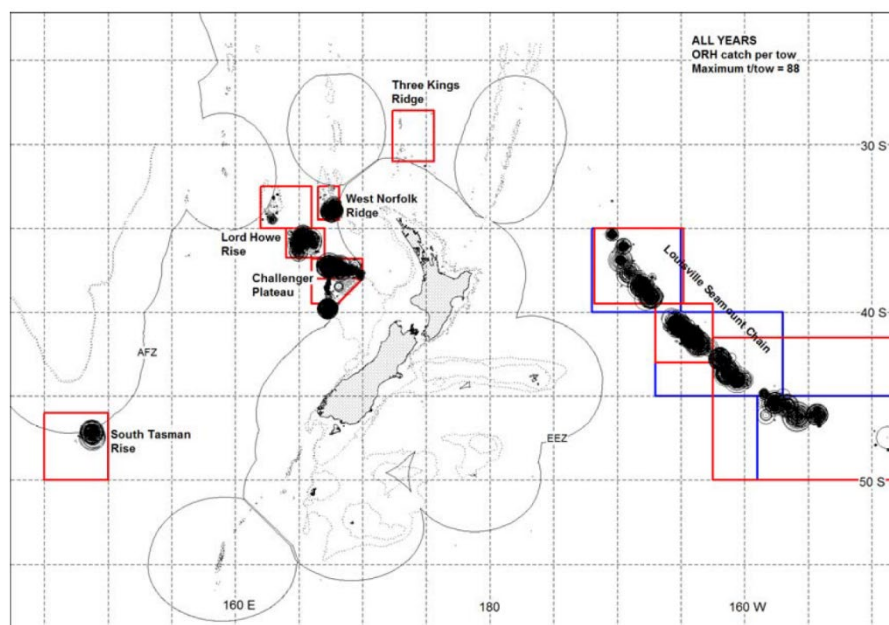 ALL YEARS
ORH catch per tow
Maximum t/tow = 88
Three Kings
Ridge
30 S
West Norfolk
Ridge
Lord Howe
Rise
Challenger
Plateau
Louisville Seamount Chain
40 S
AFZ
South Tasman
Rise
EEZ
50 S
160 E
180
160 W